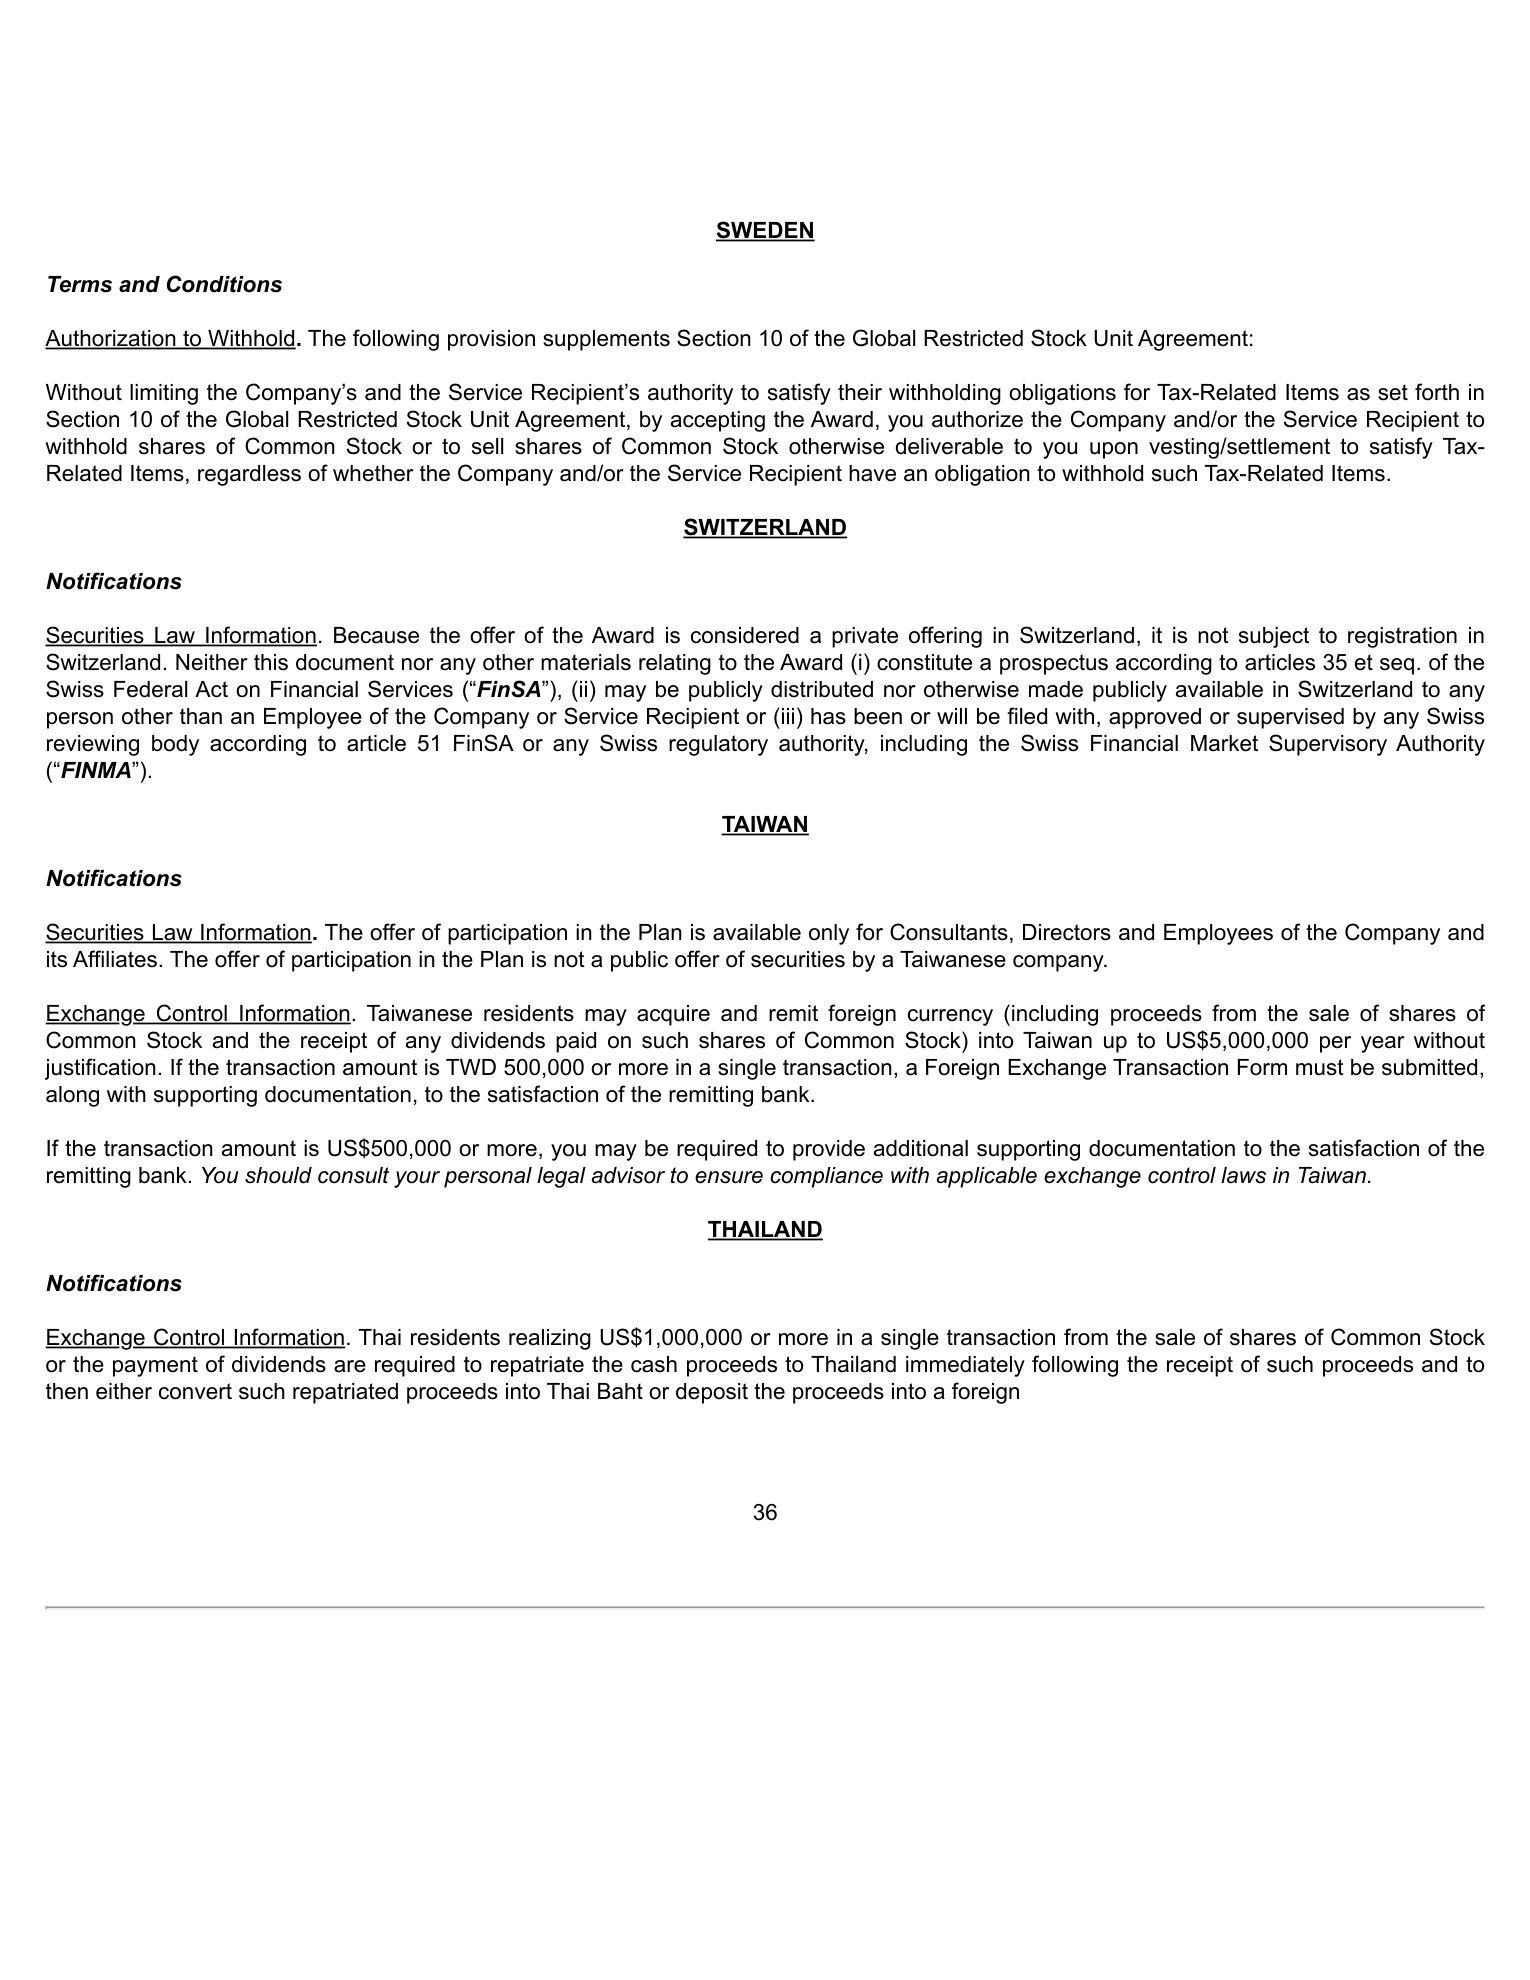 SWEDEN
Terms and Conditions
Authorization to Withhold. The following provision supplements Section 10 of the Global Restricted Stock Unit Agreement:
Without limiting the Company’s and the Service Recipient’s authority to satisfy their withholding obligations for Tax-Related Items as set forth in
Section 10 of the Global Restricted Stock Unit Agreement, by accepting the Award, you authorize the Company and/or the Service Recipient to
withhold shares of Common Stock or to sell shares of Common Stock otherwise deliverable to you upon vesting/settlement to satisfy Tax-
Related Items, regardless of whether the Company and/or the Service Recipient have an obligation to withhold such Tax-Related Items.
SWITZERLAND
Notifications
Securities Law Information. Because the offer of the Award is considered a private offering in Switzerland, it is not subject to registration in
Switzerland. Neither this document nor any other materials relating to the Award (i) constitute a prospectus according to articles 35 et seq. of the
Swiss Federal Act on Financial Services (“FinSA”), (ii) may be publicly distributed nor otherwise made publicly available in Switzerland to any
person other than an Employee of the Company or Service Recipient or (iii) has been or will be filed with, approved or supervised by any Swiss
reviewing body according to article 51 FinSA or any Swiss regulatory authority, including the Swiss Financial Market Supervisory Authority
(“FINMA”).
TAIWAN
Notifications
Securities Law Information. The offer of participation in the Plan is available only for Consultants, Directors and Employees of the Company and
its Affiliates. The offer of participation in the Plan is not a public offer of securities by a Taiwanese company.
Exchange Control Information. Taiwanese residents may acquire and remit foreign currency (including proceeds from the sale of shares of
Common Stock and the receipt of any dividends paid on such shares of Common Stock) into Taiwan up to US$5,000,000 per year without
justification. If the transaction amount is TWD 500,000 or more in a single transaction, a Foreign Exchange Transaction Form must be submitted,
along with supporting documentation, to the satisfaction of the remitting bank.
If the transaction amount is US$500,000 or more, you may be required to provide additional supporting documentation to the satisfaction of the
remitting bank. You should consult your personal legal advisor to ensure compliance with applicable exchange control laws in Taiwan.
THAILAND
Notifications
Exchange Control Information. Thai residents realizing US$1,000,000 or more in a single transaction from the sale of shares of Common Stock
or the payment of dividends are required to repatriate the cash proceeds to Thailand immediately following the receipt of such proceeds and to
then either convert such repatriated proceeds into Thai Baht or deposit the proceeds into a foreign
36